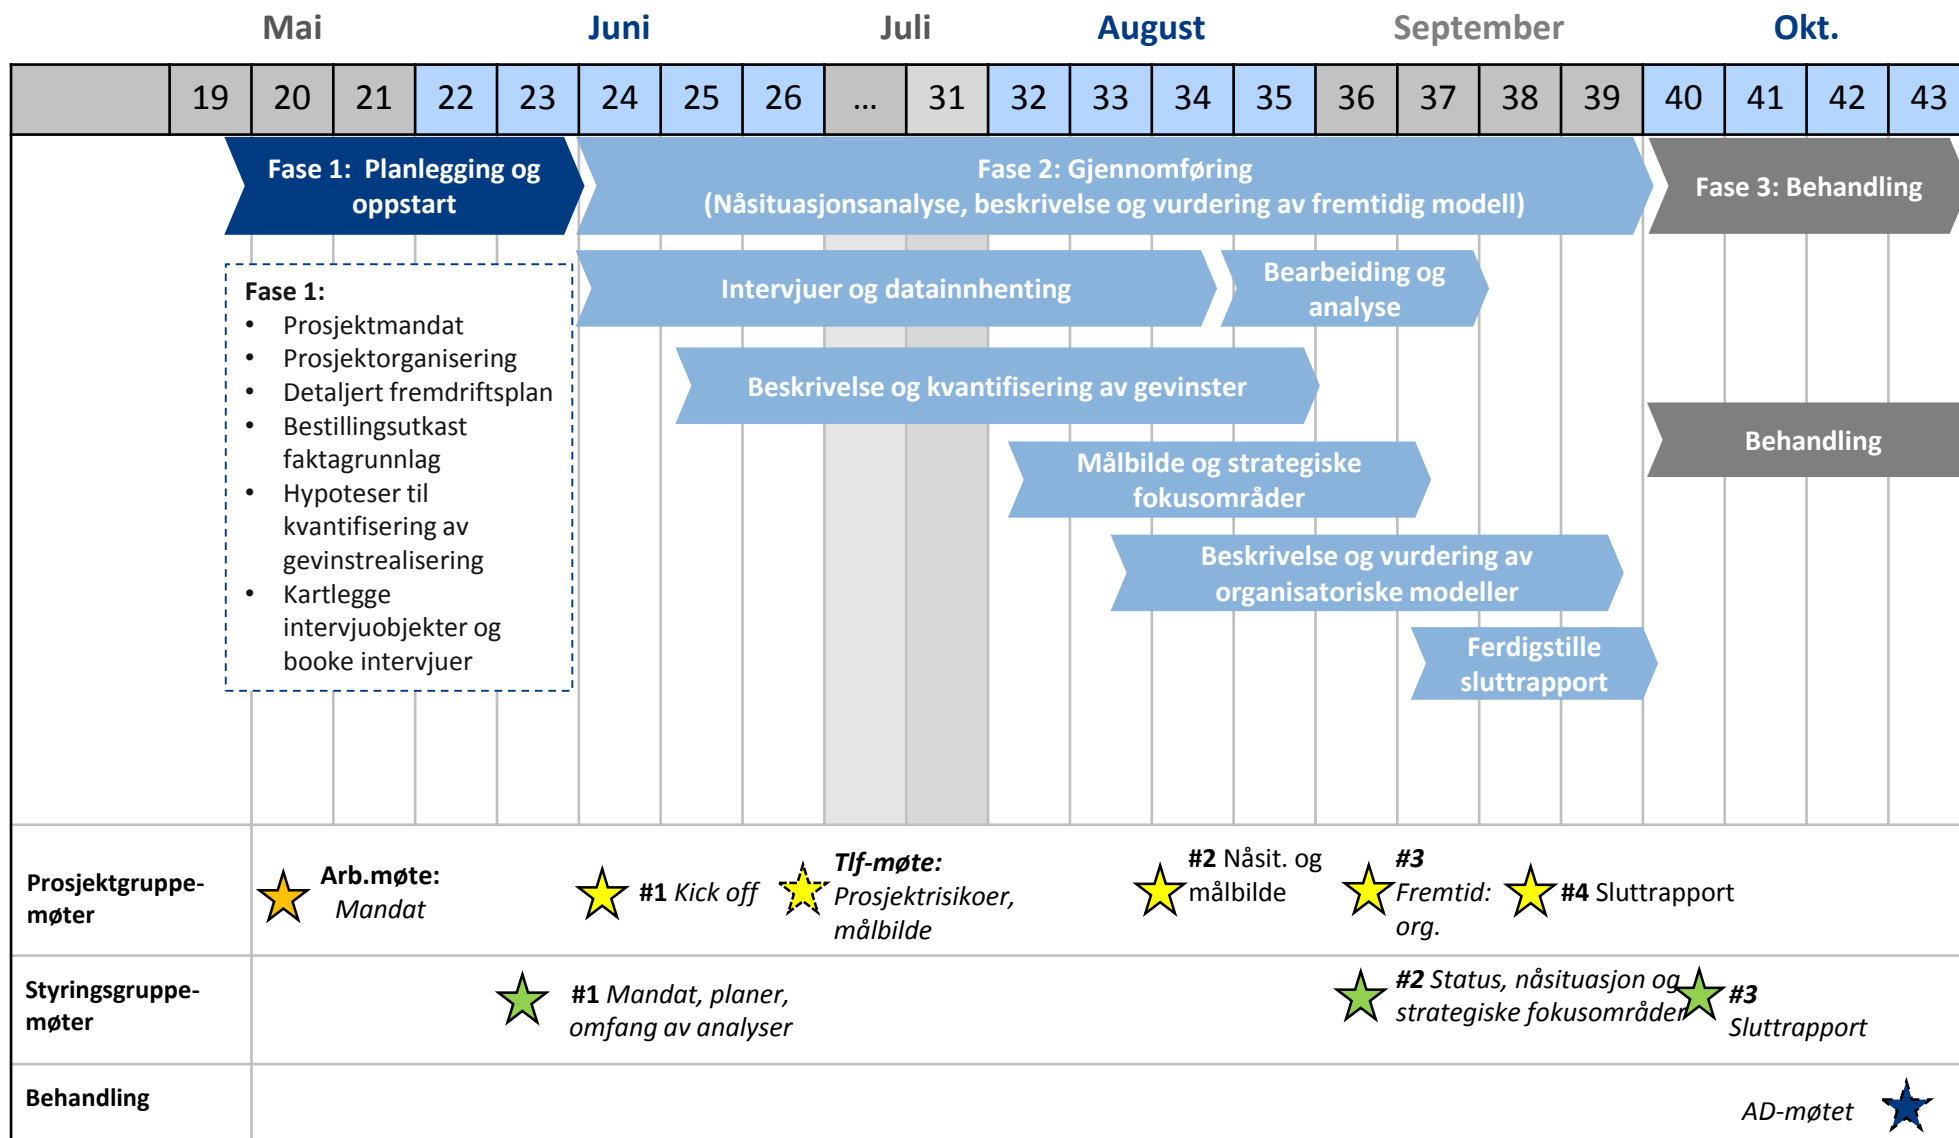 Mai Juni Juli August September Okt.
19 20 21 22 23 24 25 26 ... 31 32 33 34 35 36 37 38 39 40 41 42 43
Fase 1: Planlegging og
oppstart
Fase 2: Gjennomføring
(Nåsituasjonsanalyse, beskrivelse og vurdering av fremtidig modell)
Fase 3: Behandling
Fase 1:
• Prosjektmandat
• Prosjektorganisering
• Detaljert fremdriftsplan
• Bestillingsutkast
faktagrunnlag
• Hypoteser til
kvantifisering av
gevinstrealisering
• Kartlegge
intervjuobjekter og
booke intervjuer
Intervjuer og datainnhenting
Bearbeiding og
analyse
Beskrivelse og kvantifisering av gevinster
Målbilde og strategiske
fokusområder
Behandling
Beskrivelse og vurdering av
organisatoriske modeller
Ferdigstille
sluttrapport
Prosjektgruppe-
møter
Arb.møte:
Mandat
#1 Kick off
Tlf-møte:
Prosjektrisikoer,
målbilde
#2 Nåsit. og
målbilde
#3
Fremtid:
org.
#4 Sluttrapport
Styringsgruppe-
møter
#1 Mandat, planer,
omfang av analyser
#2 Status, nåsituasjon og
strategiske fokusområder
#3
Sluttrapport
Behandling
AD-møtet